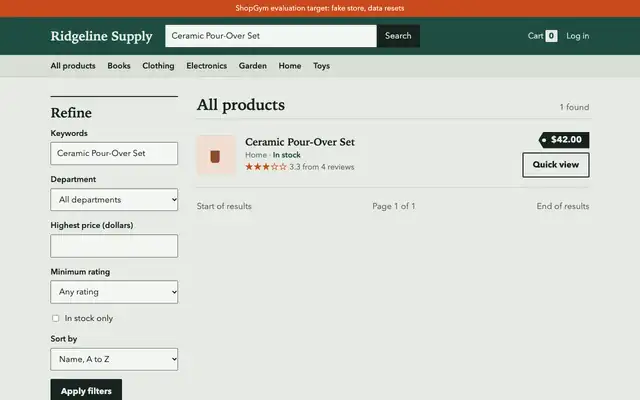 ShopGym evaluation target: fake store, data resets
Ridgeline Supply
Ceramic Pour-Over Set
Search
Cart 0
Log in
All products
Books
Clothing
Electronics
Garden
Home
Toys
Refine
Keywords
Ceramic Pour-Over Set
Department
All departments
Highest price (dollars)
Minimum rating
Any rating
In stock only
Sort by
Name, A to Z
Apply filters
All products
1 found
Ceramic Pour-Over Set
Home · In stock
★★★☆☆ 3.3 from 4 reviews
$42.00
Quick view
Start of results
Page 1 of 1
End of results